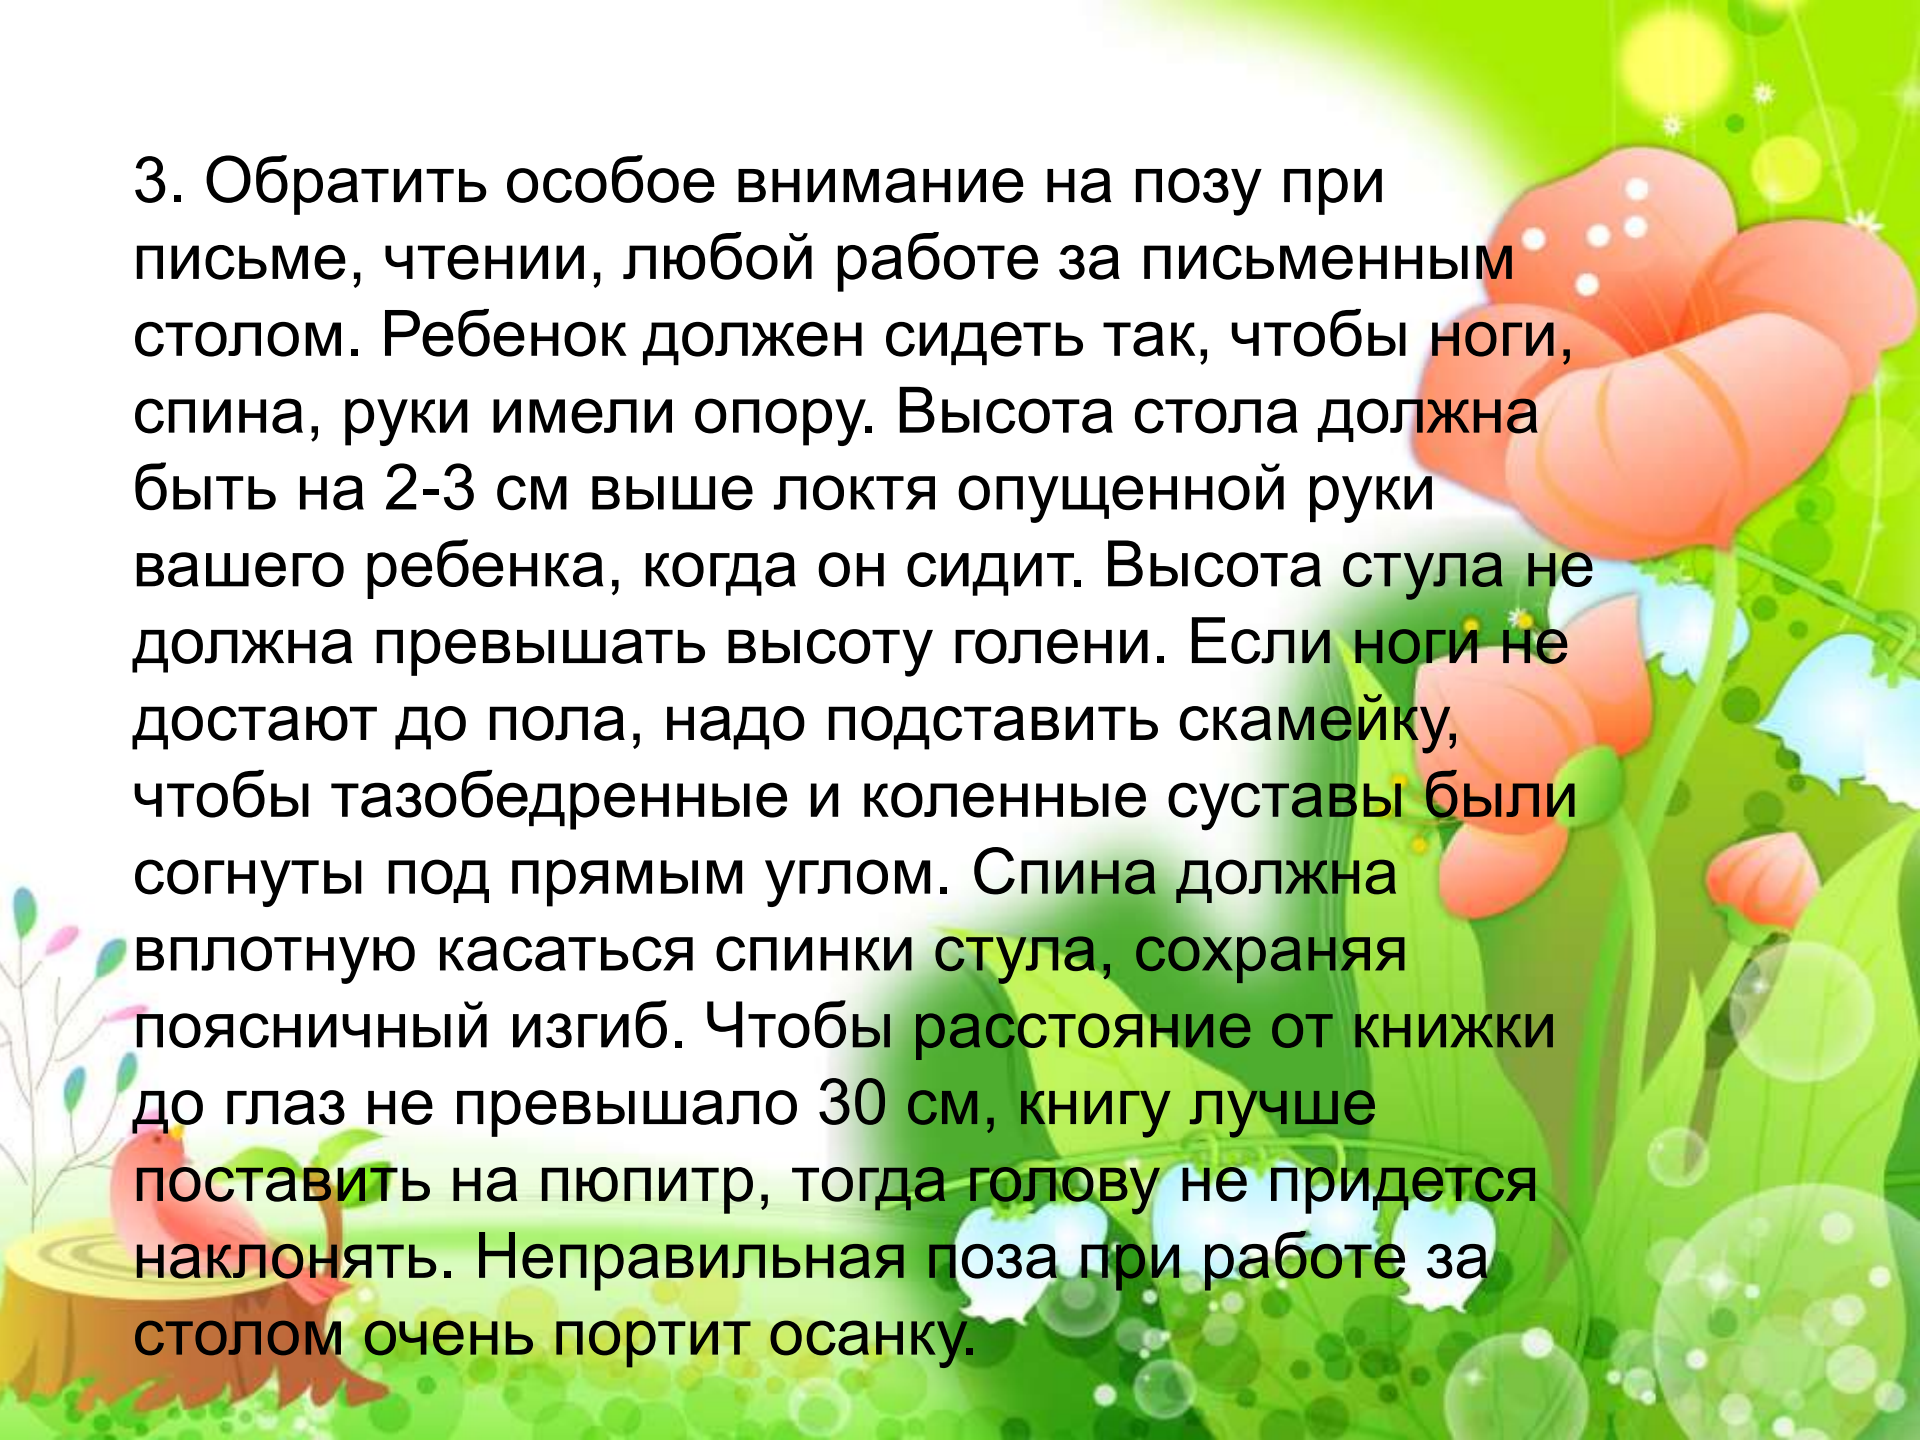 3. Обратить особое внимание на позу при
письме, чтении, любой работе за письменным
столом. Ребенок должен сидеть так, чтобы ноги,
спина, руки имели опору. Высота стола должна
быть на 2-3 см выше локтя опущенной руки
вашего ребенка, когда он сидит. Высота стула не
должна превышать высоту голени. Если ноги не
достают до пола, надо подставить скамейку,
чтобы тазобедренные и коленные суставы были
согнуты под прямым углом. Спина должна
вплотную касаться спинки стула, сохраняя
поясничный изгиб. Чтобы расстояние от книжки
до глаз не превышало 30 см, книгу лучше
поставить на пюпитр, тогда голову не придется
наклонять. Неправильная поза при работе за
столом очень портит осанку.